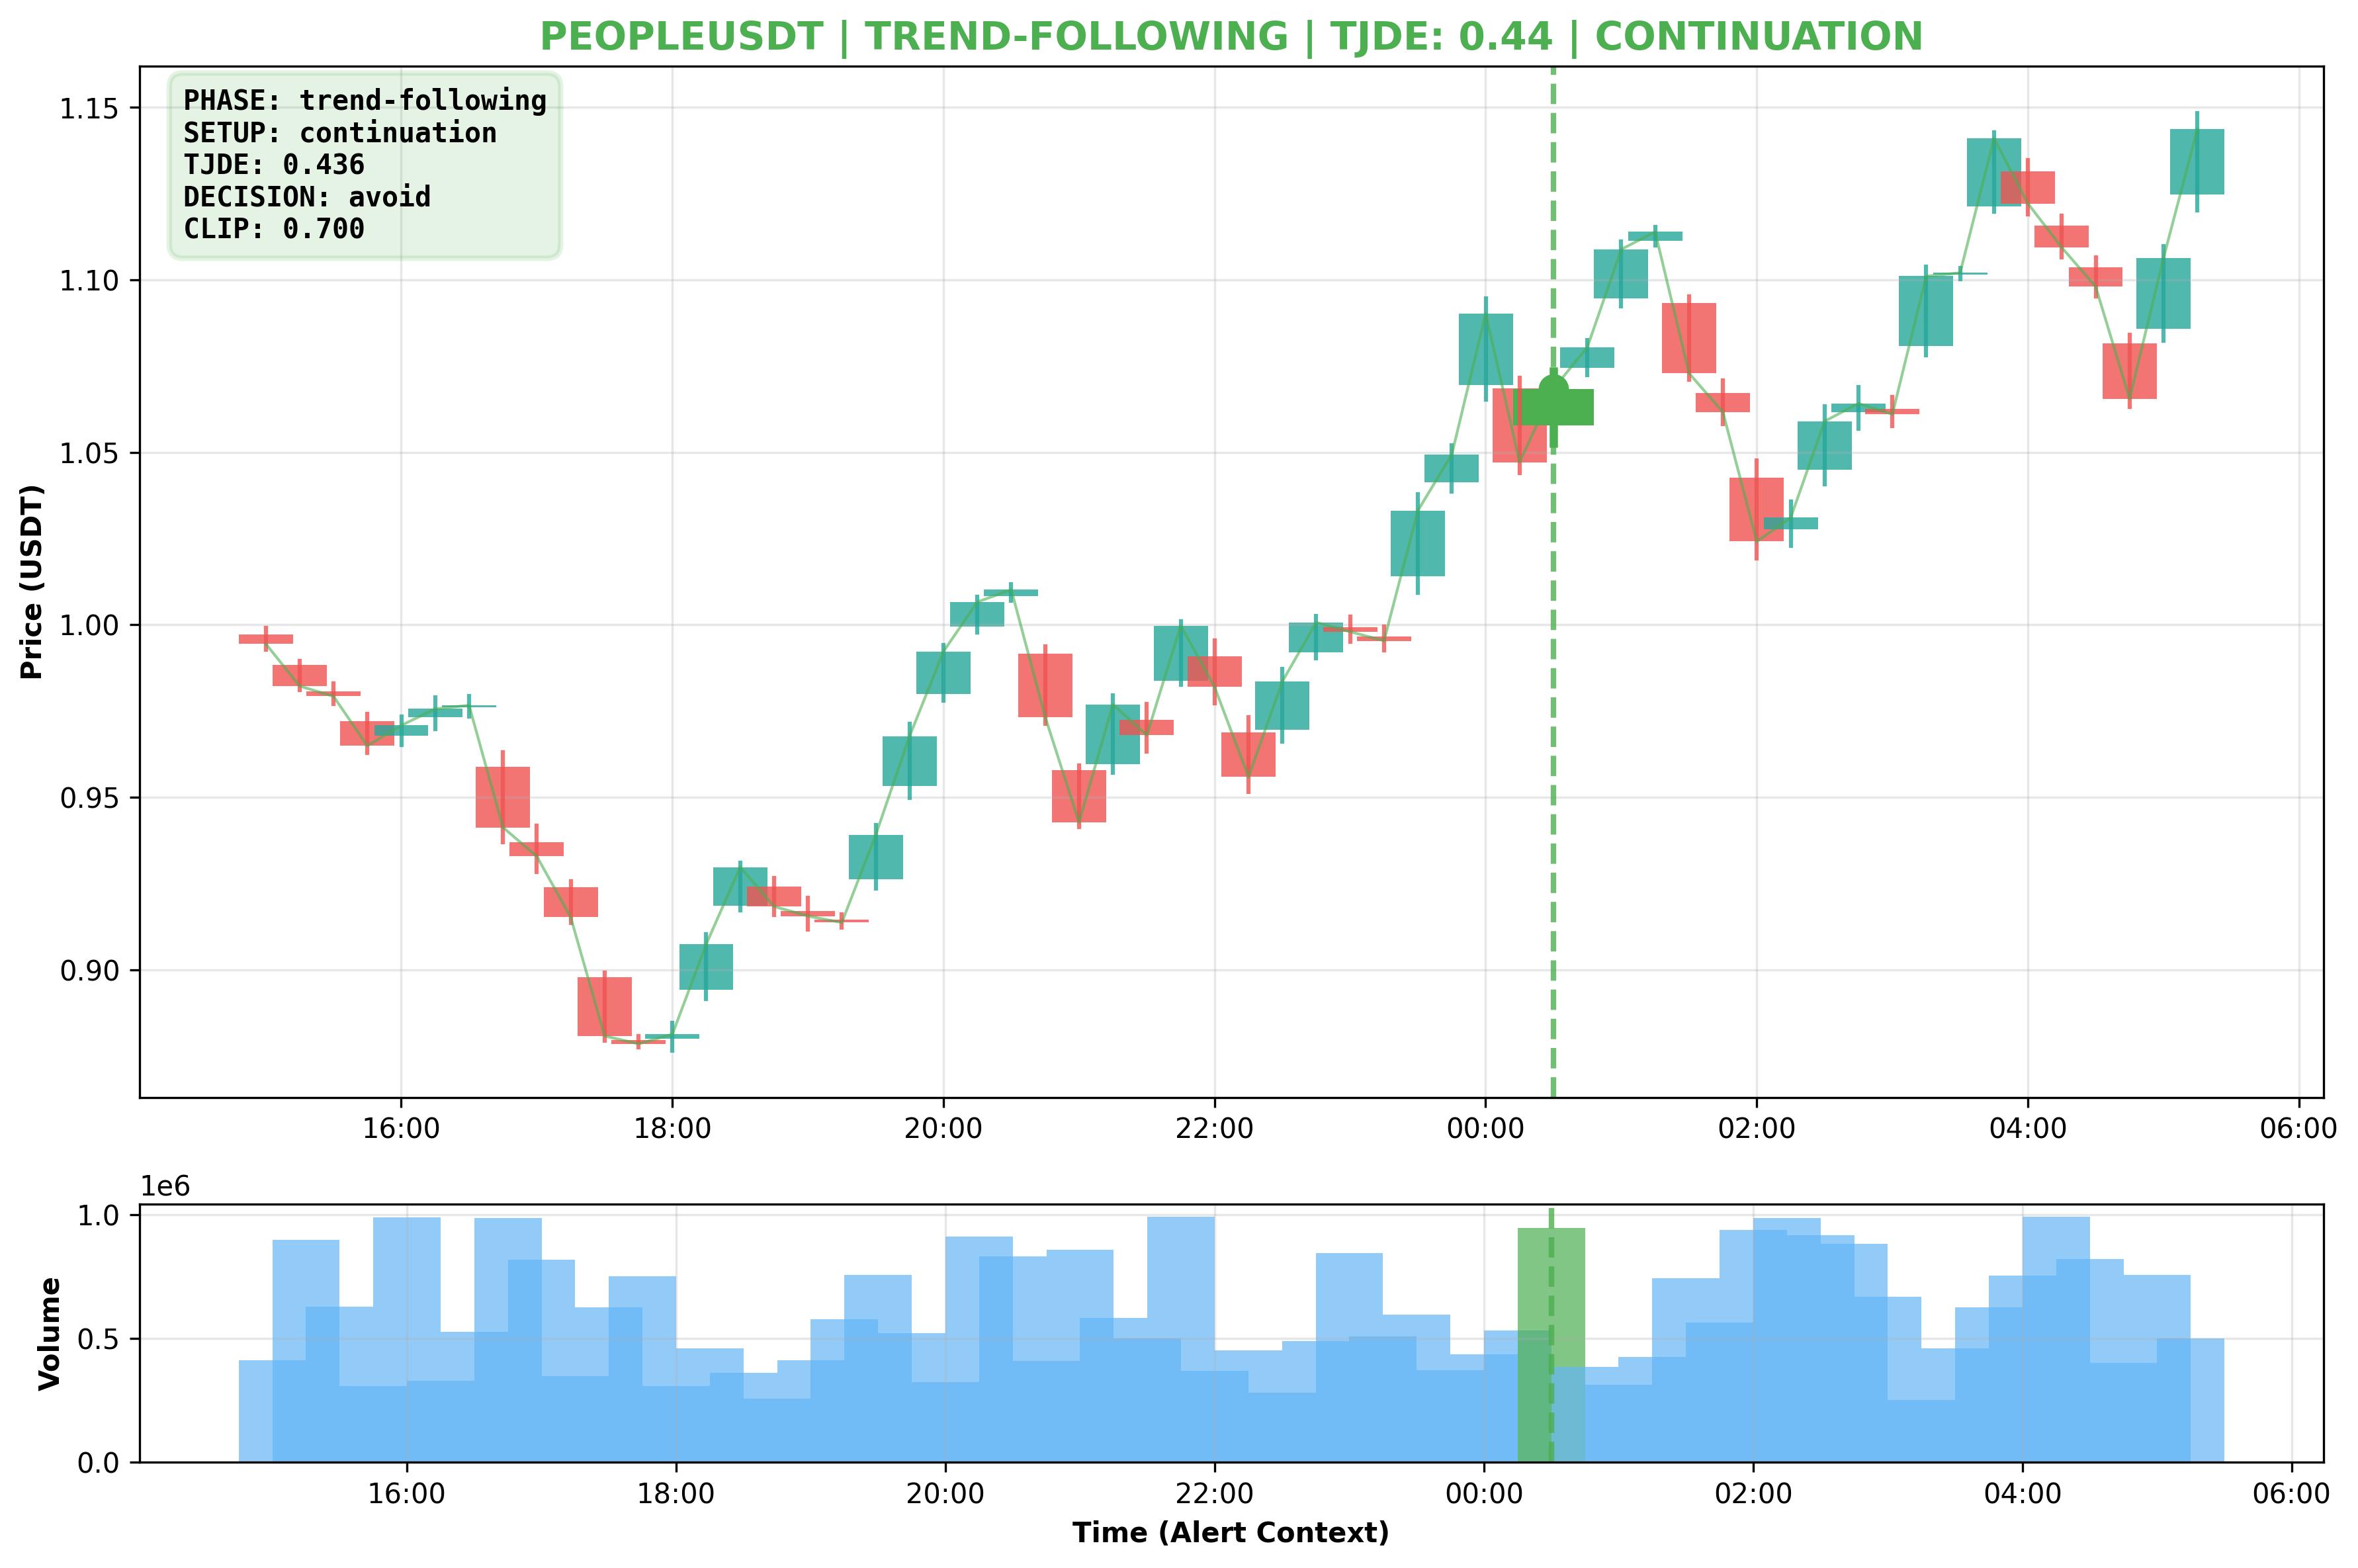 PEOPLEUSDT | TREND-FOLLOWING | TJDE: 0.44 | CONTINUATION
PHASE: trend-following
SETUP: continuation
TJDE: 0.436
DECISION: avoid
CLIP: 0.700
Price (USDT)
1.15
1.10
1.05
1.00
0.95
0.90
16:00 18:00 20:00 22:00 00:00 02:00 04:00 06:00
1e6
Volume
1.0
0.5
0.0
16:00 18:00 20:00 22:00 00:00 02:00 04:00 06:00
Time (Alert Context)